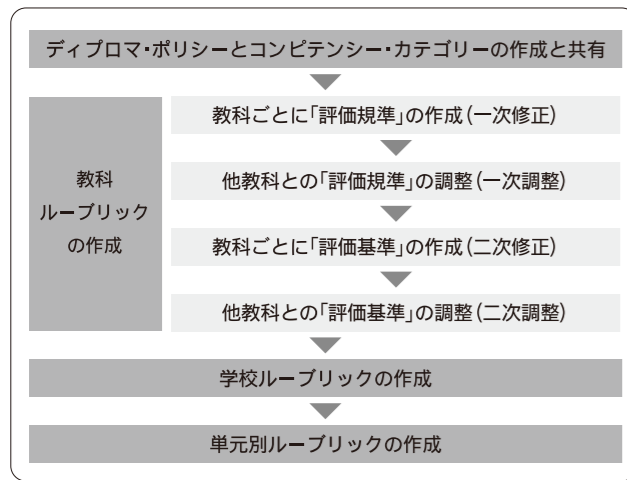 ディプロマ・ポリシーとコンピテンシー・カテゴリーの作成と共有
教科
ルーブリック
の作成
教科ごとに「評価規準」の作成(一次修正)
他教科との「評価規準」の調整(一次調整)
教科ごとに「評価基準」の作成(二次修正)
他教科との「評価基準」の調整(二次調整)
学校ルーブリックの作成
単元別ルーブリックの作成